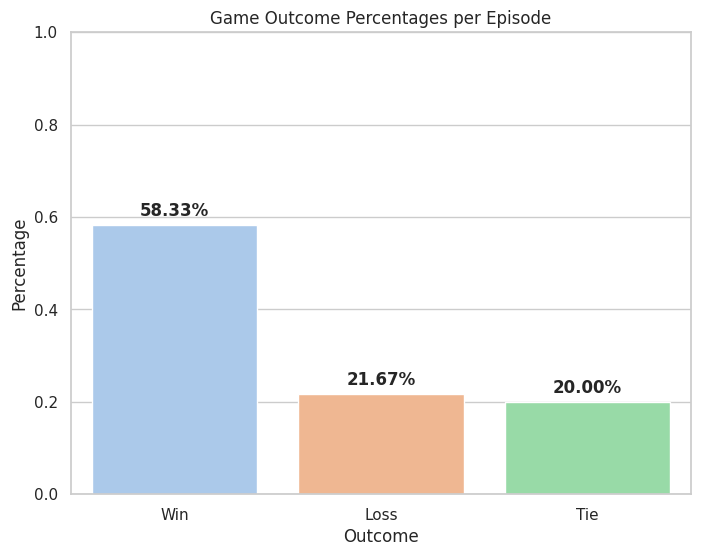 Game Outcome Percentages per Episode
1.0
0.8
0.6
0.4
0.2
0.0
Percentage
58.33%
21.67%
20.00%
Win
Loss
Tie
Outcome